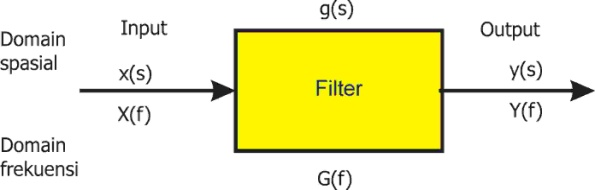 g(s)
Domain
spasial
Input
Output
x(s)
Filter
y(s)
X(f)
Y(f)
Domain
frekuensi
G(f)